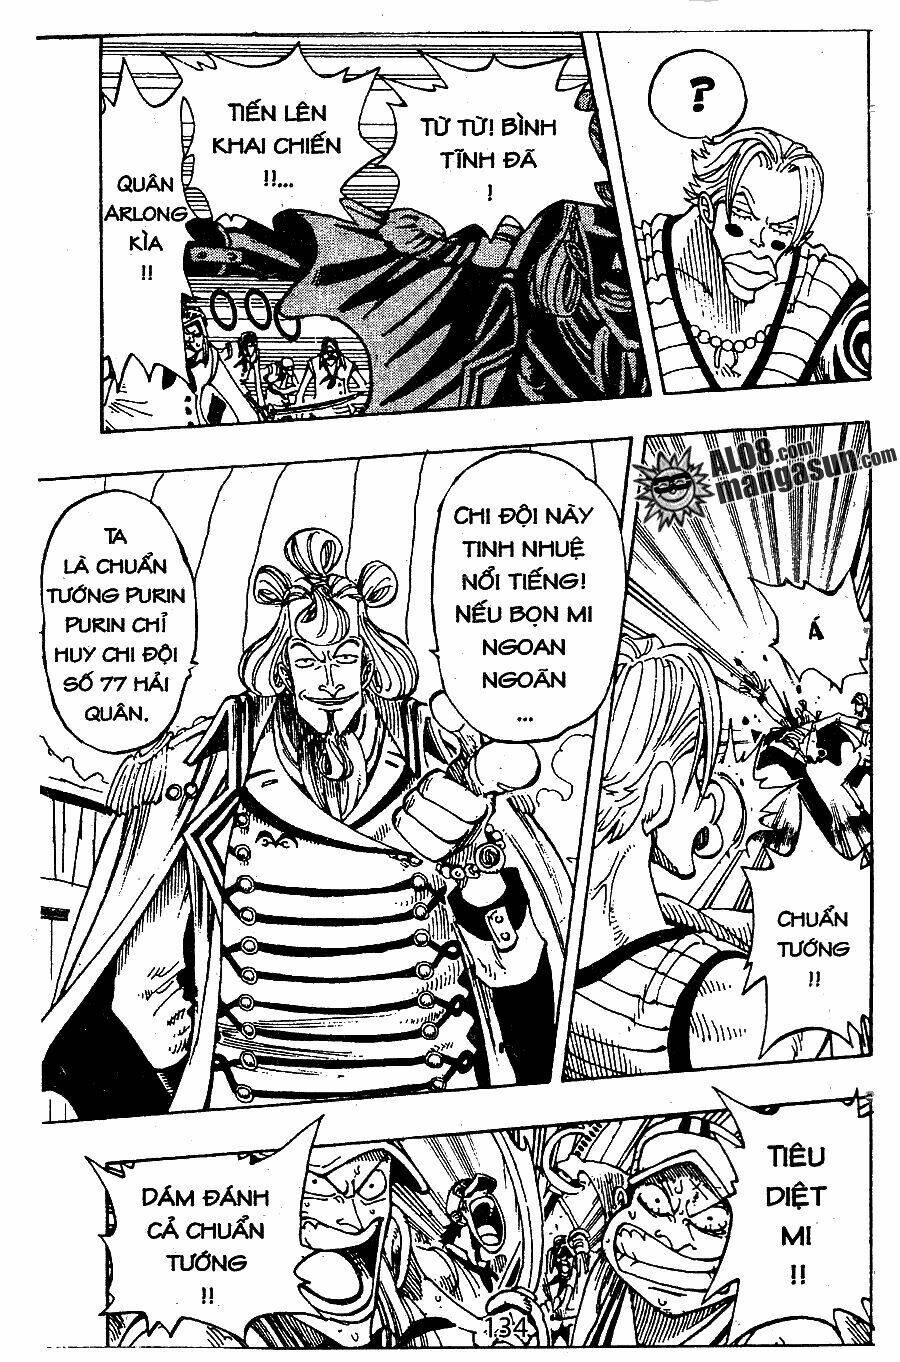 ?
TỪ TỪ! BÌNH
TĨNH ĐÃ
!
TIẾN LÊN
KHAI CHIẾN
!!...
QUÂN
ARLONG
KÌA
!!
ALO8.com
mangasun.com
Á
CHUẨN
TƯỚNG
!!
CHI ĐỘI NÀY
TINH NHUỆ
NỔI TIẾNG!
NẾU BỌN MI
NGOAN
NGOÃN
...
TA
LÀ CHUẨN
TƯỚNG PURIN
PURIN CHỈ
HUY CHI ĐỘI
SỐ 77 HẢI
QUÂN.
TIÊU
DIỆT
MI
!!
DÁM ĐÁNH
CẢ CHUẨN
TƯỚNG
!!
134